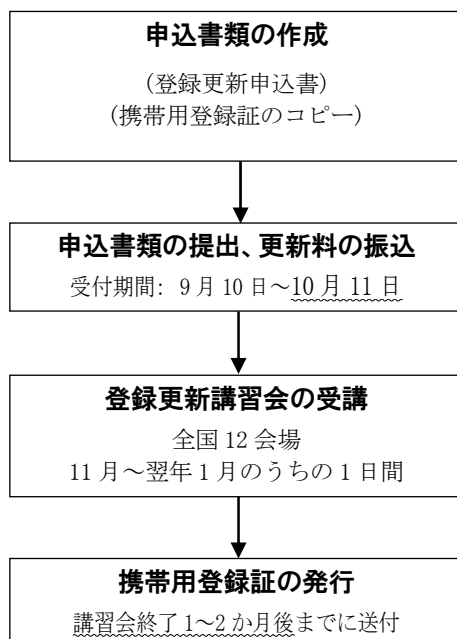 申込書類の作成
(登録更新申込書)
(携帯用登録証のコピー)
申込書類の提出、更新料の振込
受付期間: 9月10日～10月11日
登録更新講習会の受講
全国12会場
11月～翌年1月のうちの1日間
携帯用登録証の発行
講習会終了1～2か月後までに送付